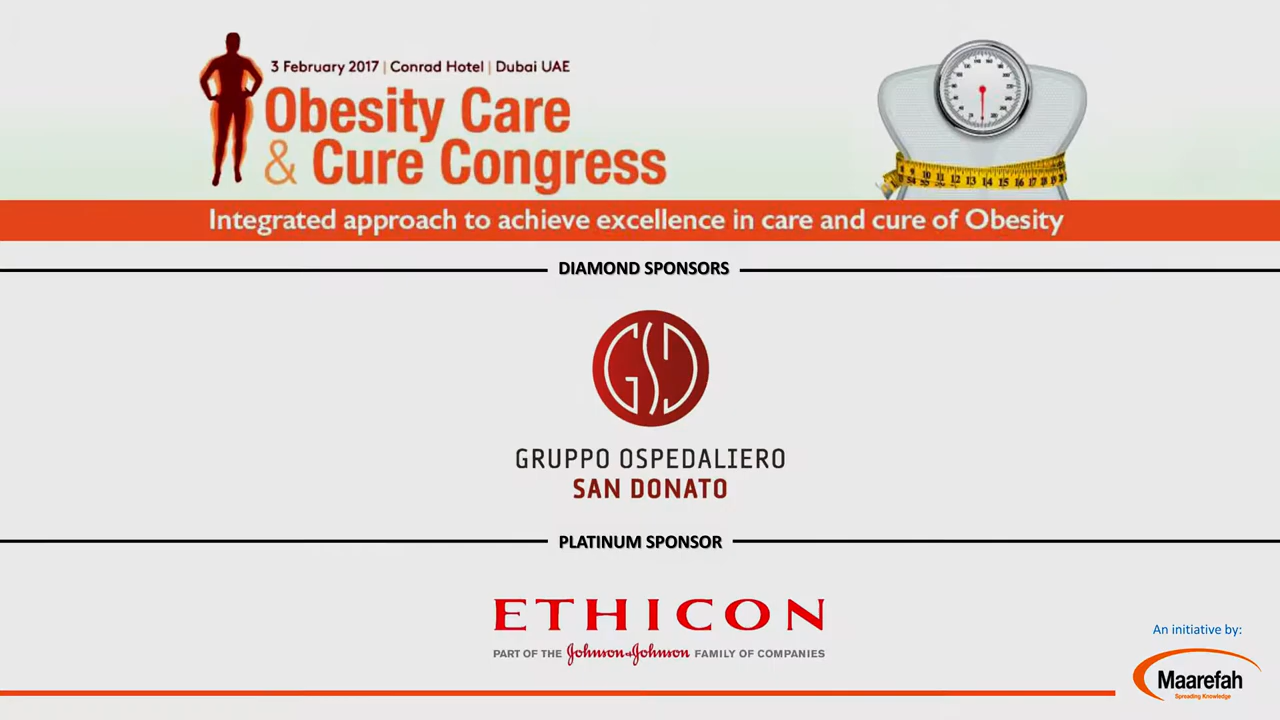 3 February 2017 | Conrad Hotel | Dubai UAE
Obesity Care
& Cure Congress
Integrated approach to achieve excellence in care and cure of Obesity
DIAMOND SPONSORS
GSD
GRUPPO OSPEDALIERO
SAN DONATO
PLATINUM SPONSOR
ETHICON
PART OF THE Johnson & Johnson FAMILY OF COMPANIES
An initiative by:
Maarefah
Spreading Knowledge